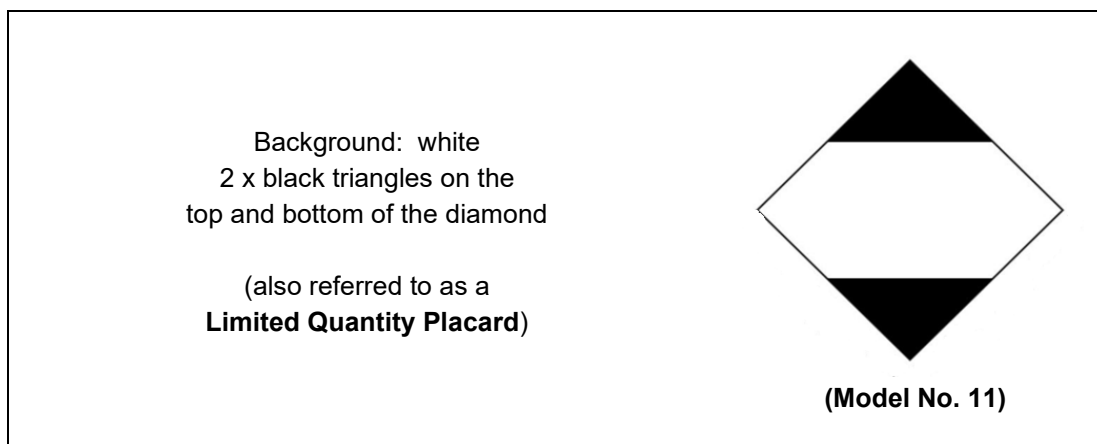 Background: white
2 x black triangles on the
top and bottom of the diamond
(also referred to as a
Limited Quantity Placard)
(Model No. 11)